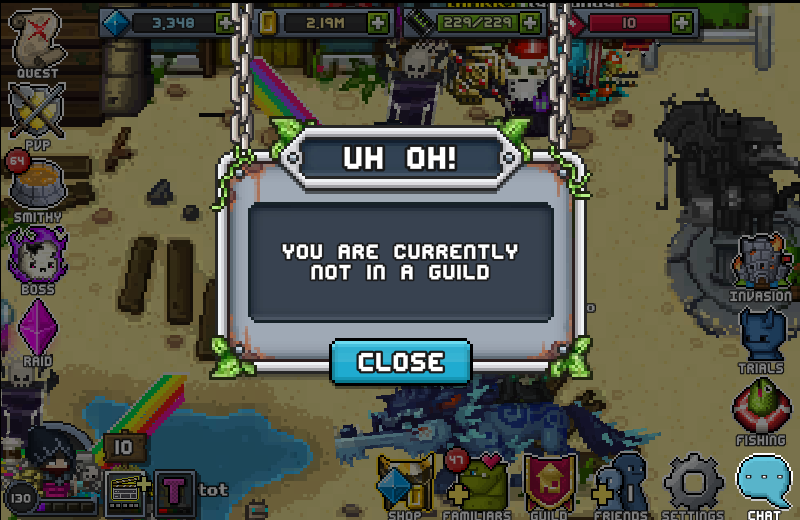 3,348
2,19M
229/229
10
QUEST
PVP
64
SMITHY
BOSS
RAID
UH OH!
YOU ARE CURRENTLY
NOT IN A GUILD
CLOSE
INVASION
TRIALS
FISHING
10
130
T
tot
47
SHOP
FAMILIARS
GUILD
FRIENDS
SETTINGS
CHAT